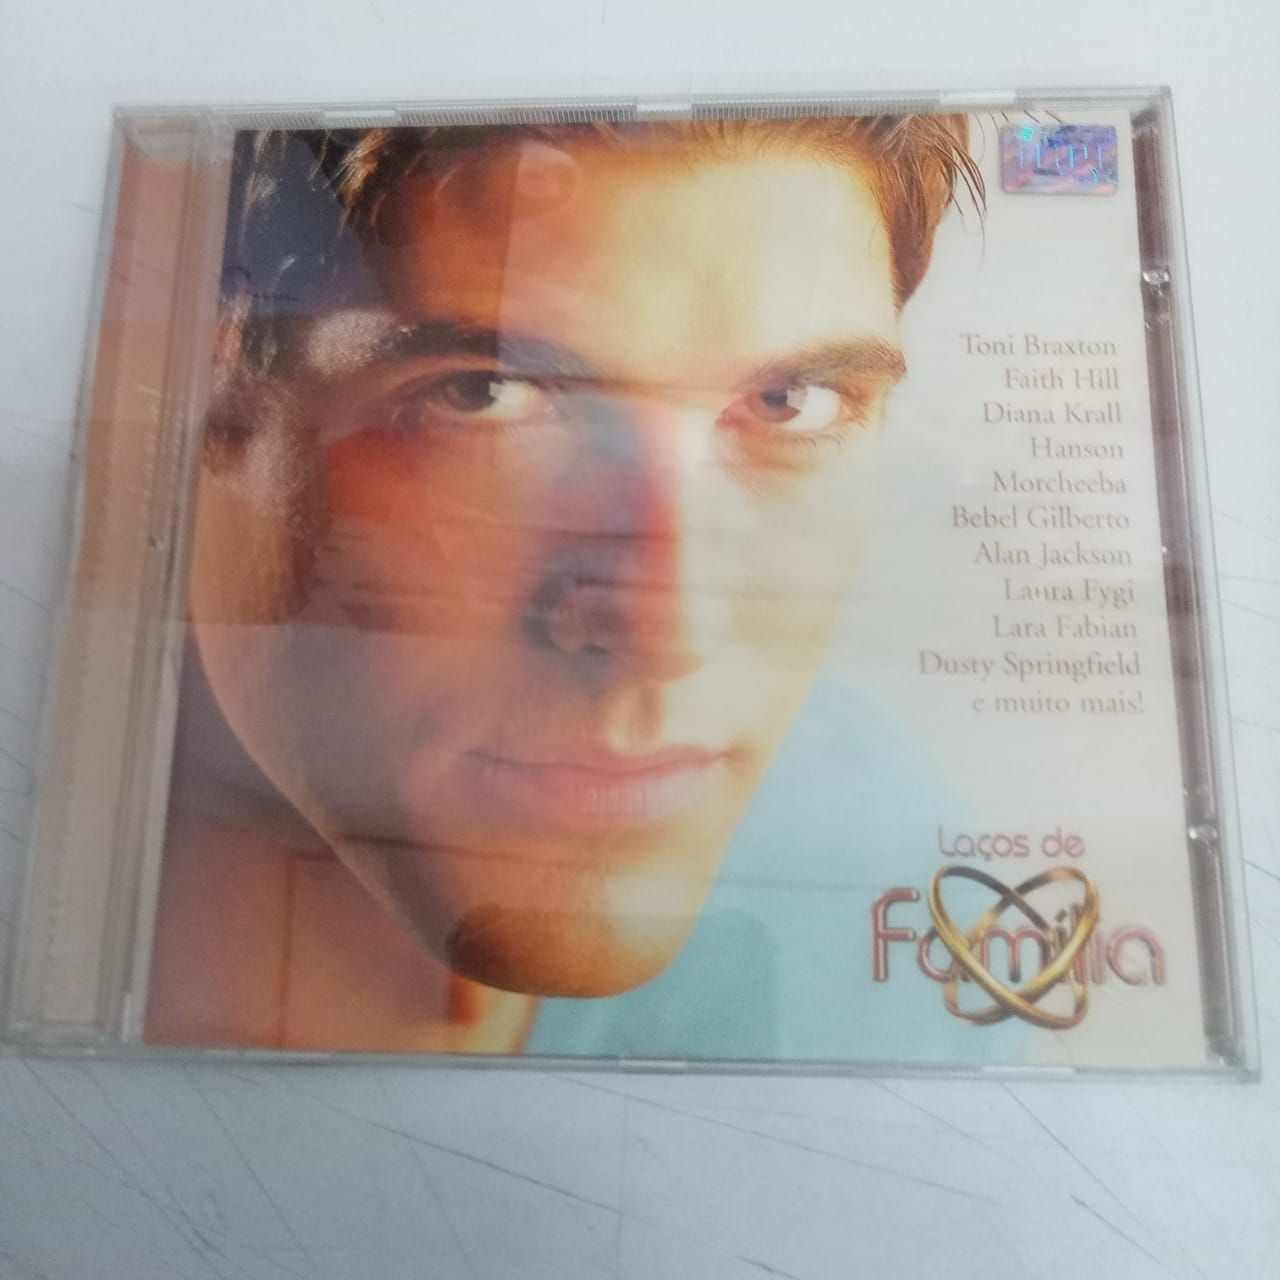 Toni Braxton
Faith Hill
Diana Krall
Hanson
Morcheeba
Bebel Gilberto
Alan Jackson
Laura Fygi
Lara Fabian
Dusty Springfield
e muito mais!
Laços de
Família